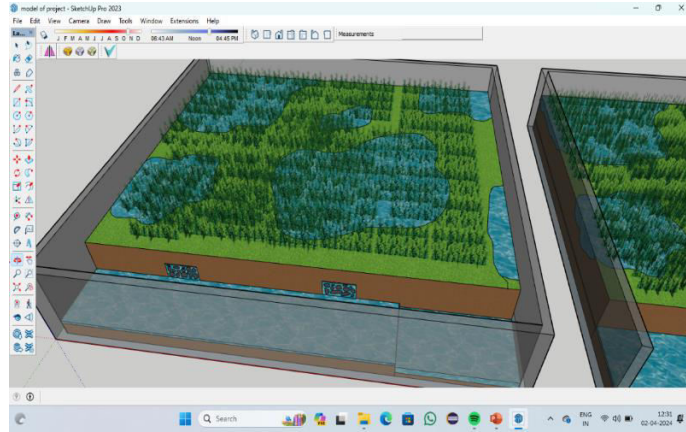 model of project - SketchUp Pro 2023
File Edit View Camera Draw Tools Window Extensions Help
La...
J F M A M J J A S O N D
06:43 AM Noon 04:45 PM
Measurements
Search
ENG
IN
12:31
02-04-2024